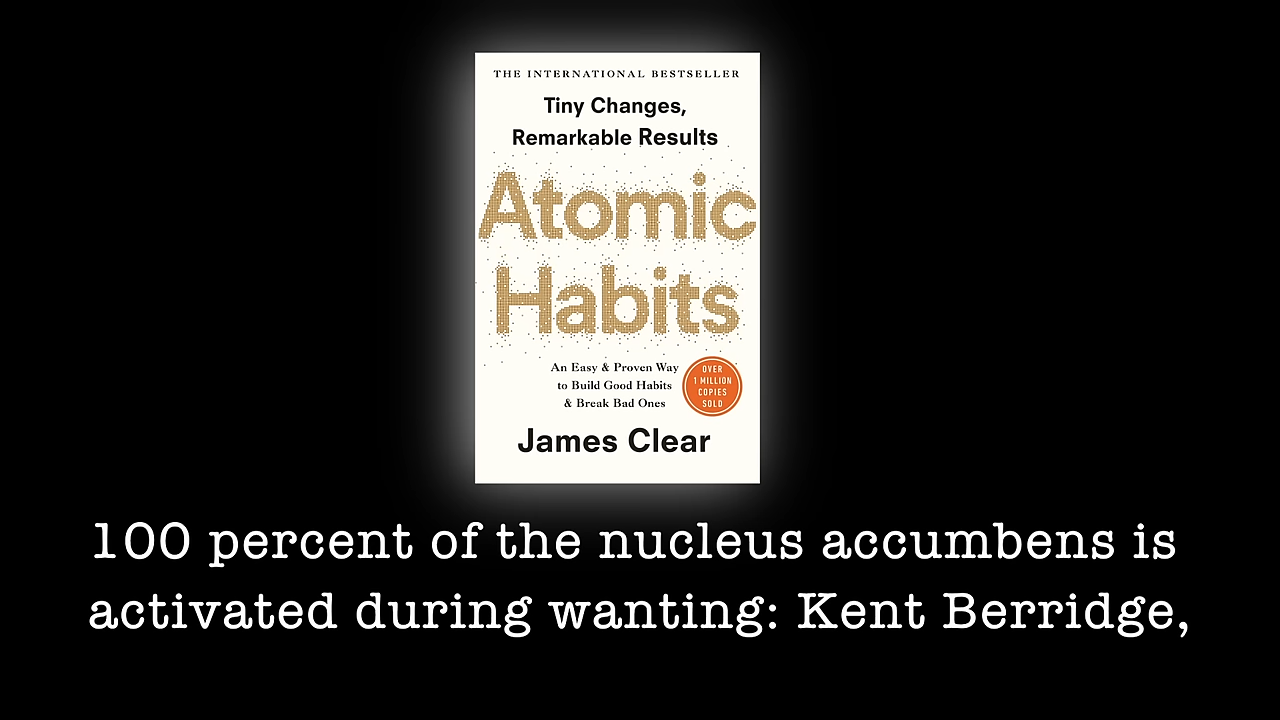 THE INTERNATIONAL BESTSELLER
Tiny Changes,
Remarkable Results
Atomic
Habits
An Easy & Proven Way
to Build Good Habits
& Break Bad Ones
OVER
1 MILLION
COPIES
SOLD
James Clear
100 percent of the nucleus accumbens is
activated during wanting: Kent Berridge,